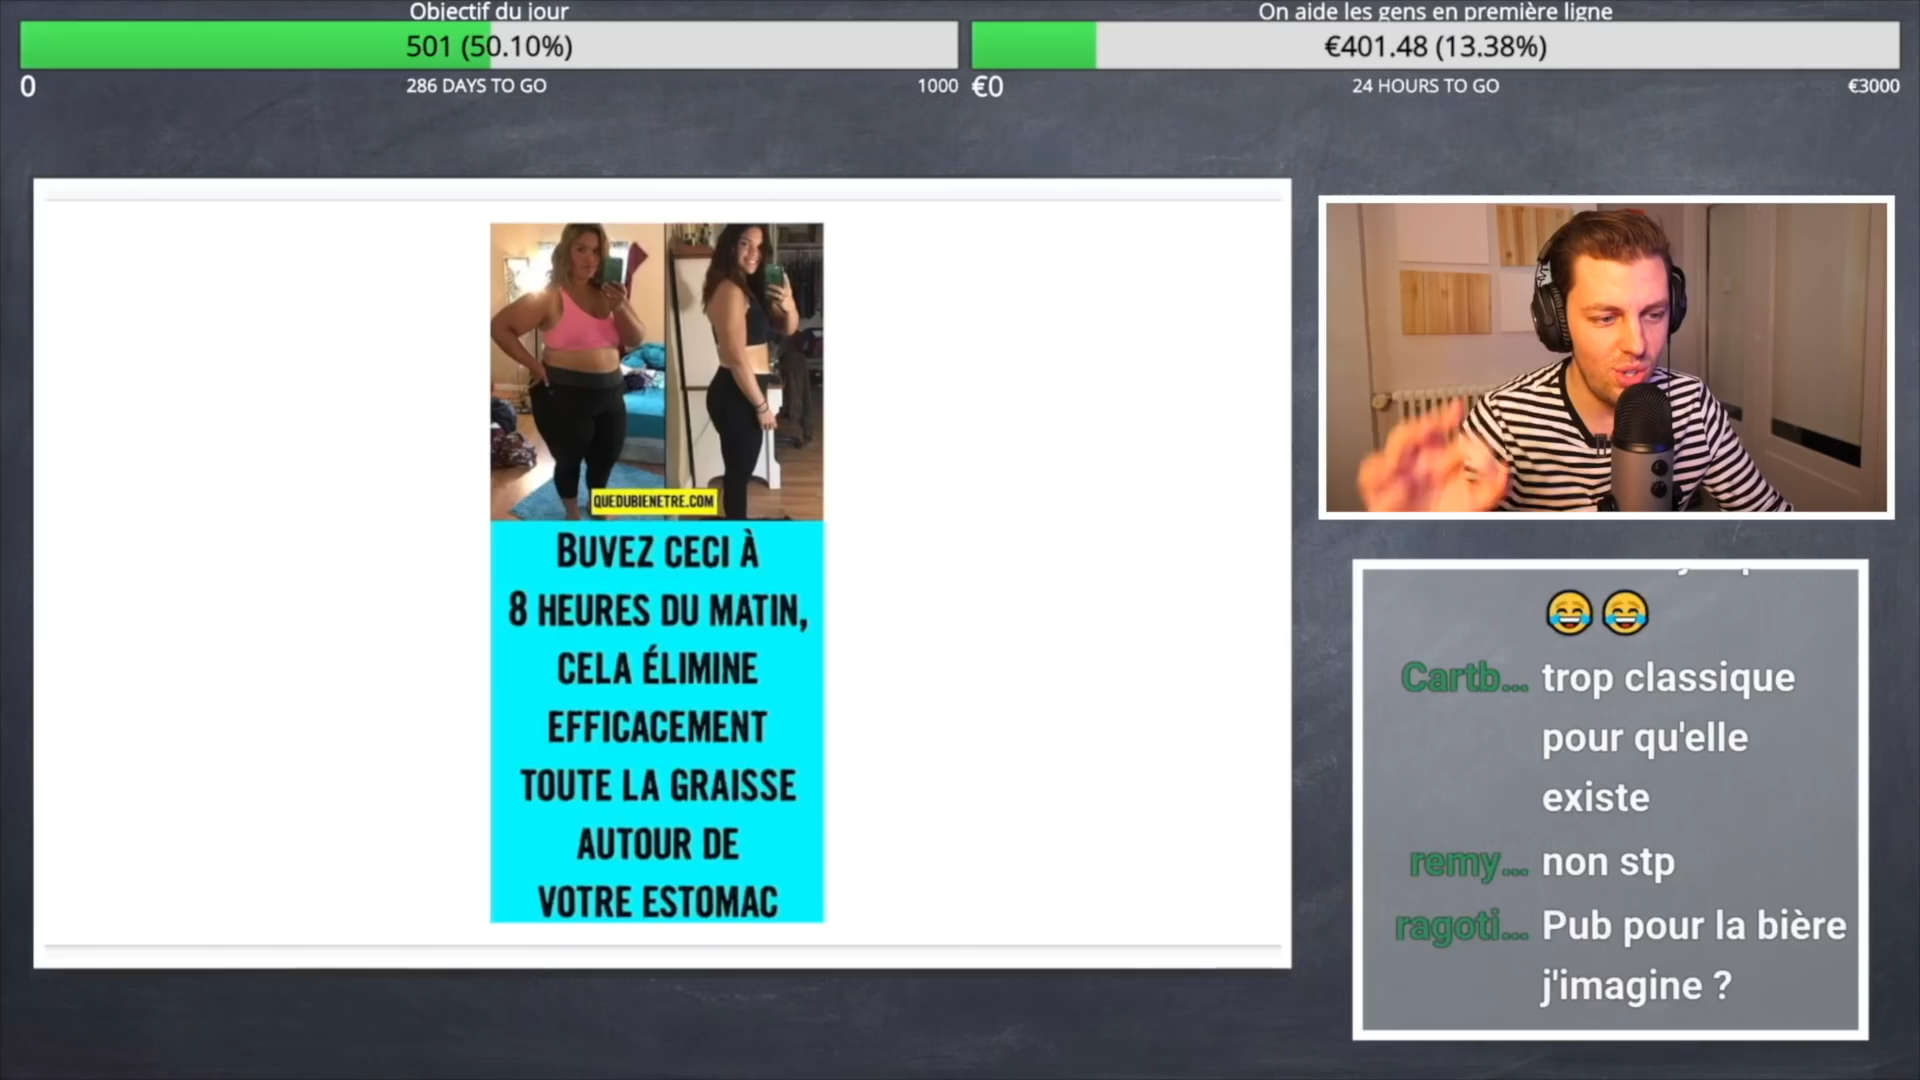 Objectif du jour
501 (50.10%)
0
286 DAYS TO GO
1000
On aide les gens en première ligne
€401.48 (13.38%)
€0
24 HOURS TO GO
€3000
QUEDUBIENETRE.COM
BUVEZ CECI À
8 HEURES DU MATIN,
CELA ÉLIMINE
EFFICACEMENT
TOUTE LA GRAISSE
AUTOUR DE
VOTRE ESTOMAC
😂😂
Cartb... trop classique
pour qu'elle
existe
remy... non stp
ragoti... Pub pour la bière
j'imagine ?